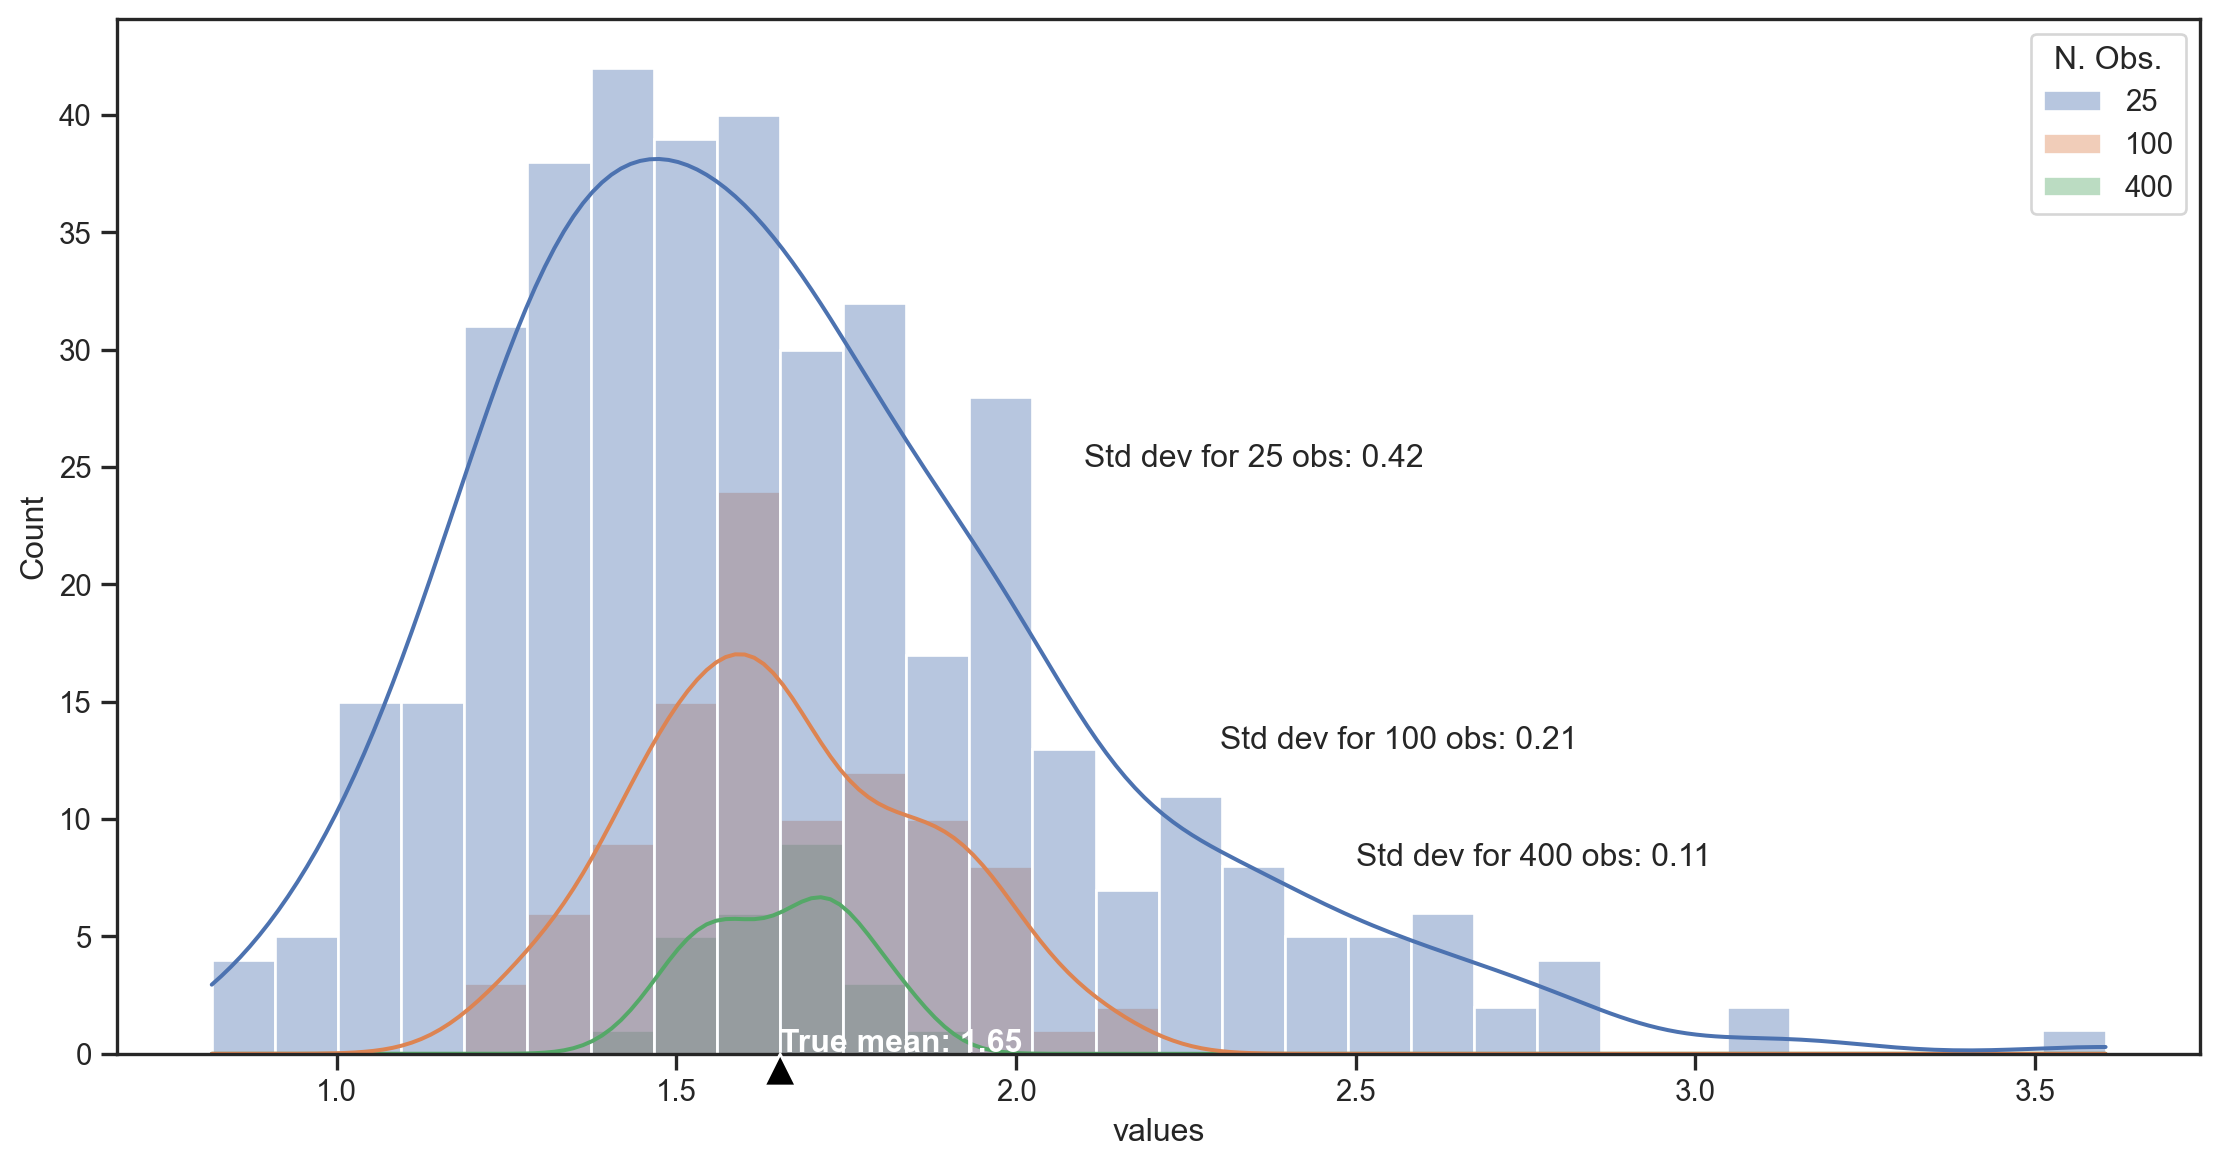 N. Obs.
25
100
400
40
35
30
25
20
15
10
5
0
Count
Std dev for 25 obs: 0.42
Std dev for 100 obs: 0.21
Std dev for 400 obs: 0.11
True mean: 1.65
1.0
1.5
2.0
2.5
3.0
3.5
values